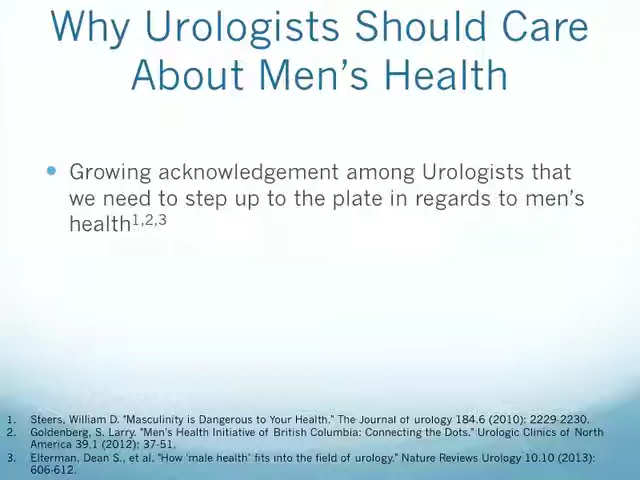 Why Urologists Should Care
About Men's Health
• Growing acknowledgement among Urologists that
we need to step up to the plate in regards to men's
health1,2,3
1. Steers, William D. "Masculinity is Dangerous to Your Health." The Journal of urology 184.6 (2010): 2229-2230.
2. Goldenberg, S. Larry. "Men's Health Initiative of British Columbia: Connecting the Dots." Urologic Clinics of North
America 39.1 (2012): 37-51.
3. Elterman, Dean S., et al. "How 'male health' fits into the field of urology." Nature Reviews Urology 10.10 (2013):
606-612.